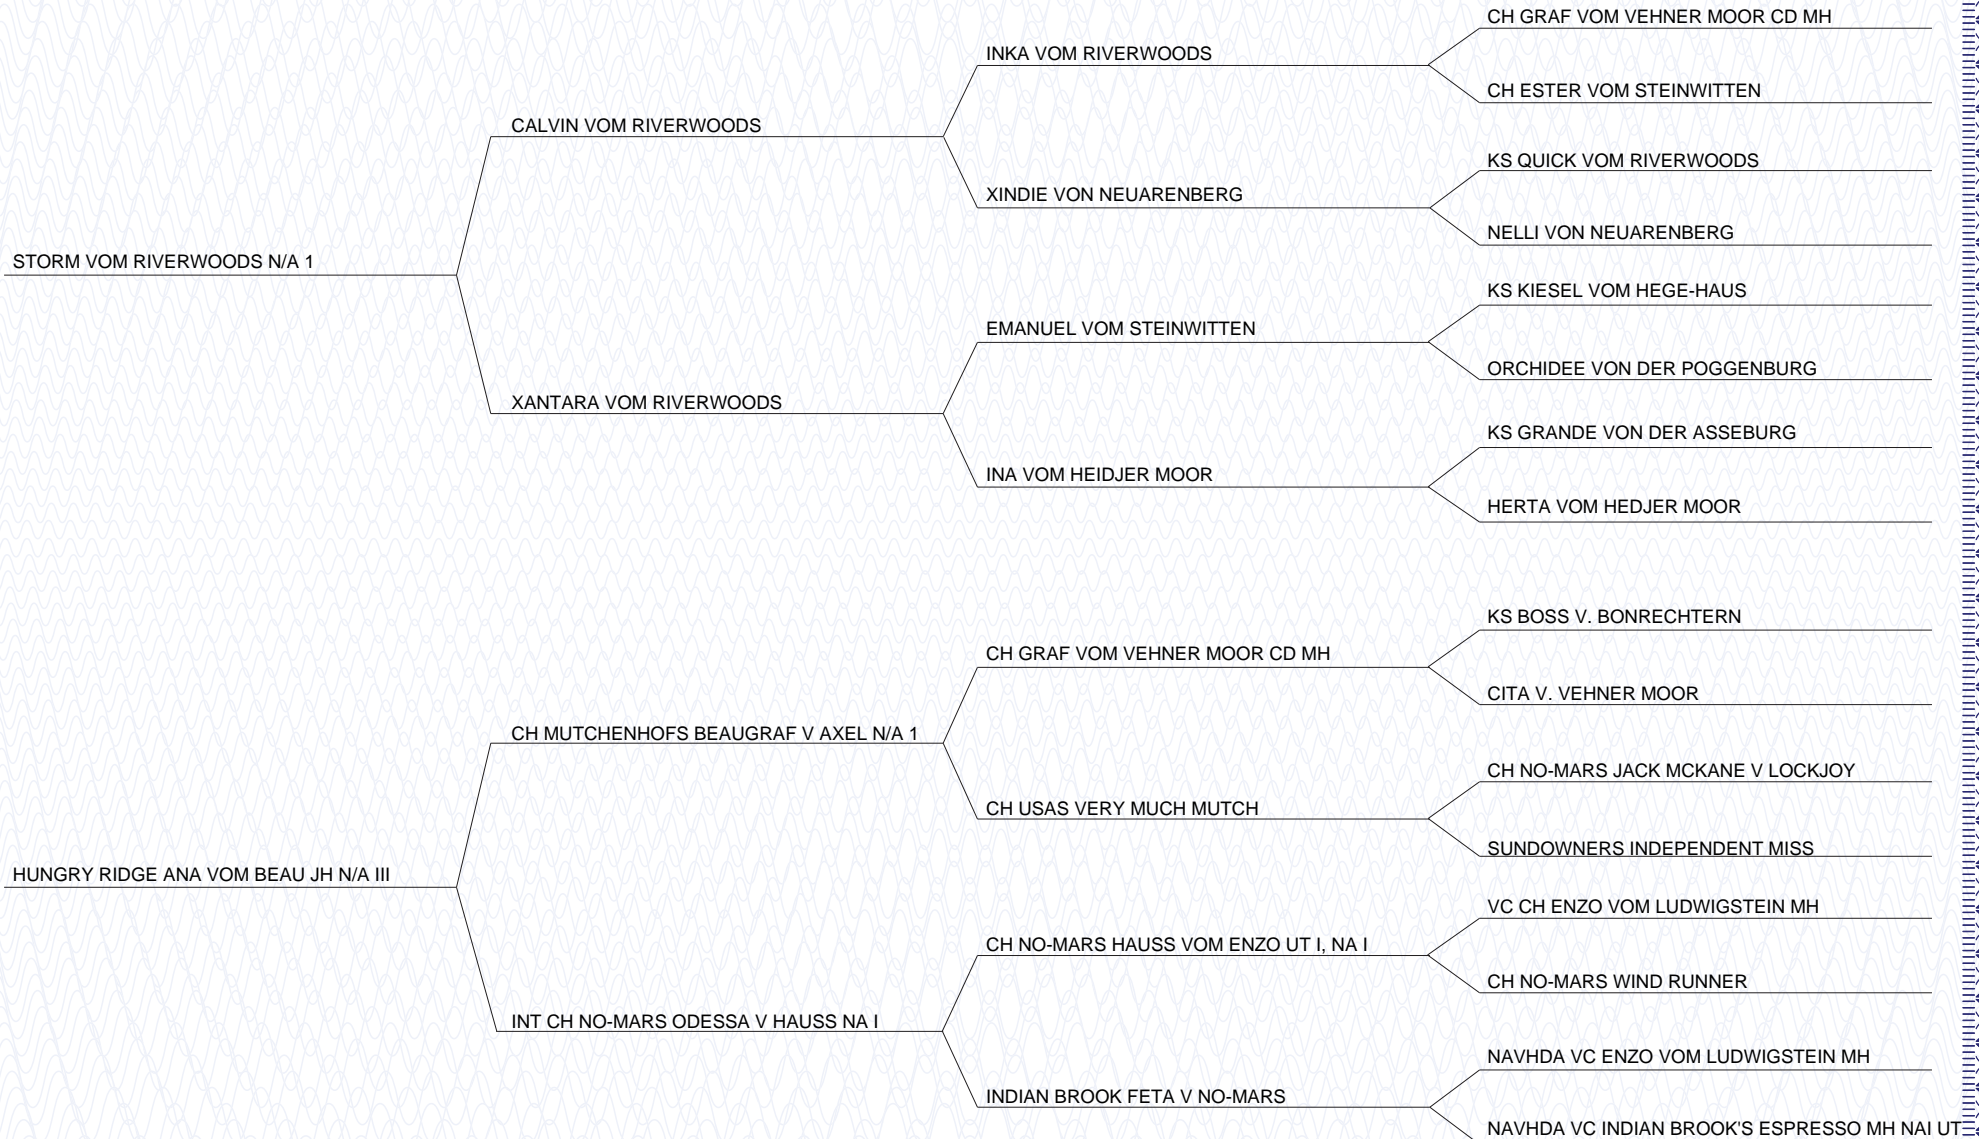 CH GRAF VOM VEHNER MOOR CD MH
INKA VOM RIVERWOODS
CH ESTER VOM STEINWITTEN
CALVIN VOM RIVERWOODS
KS QUICK VOM RIVERWOODS
XINDIE VON NEUARENBERG
NELLI VON NEUARENBERG
STORM VOM RIVERWOODS N/A 1
KS KIESEL VOM HEGE-HAUS
EMANUEL VOM STEINWITTEN
ORCHIDEE VON DER POGGENBURG
XANTARA VOM RIVERWOODS
KS GRANDE VON DER ASSEBURG
INA VOM HEIDJER MOOR
HERTA VOM HEDJER MOOR
KS BOSS V. BONRECHTERN
CH GRAF VOM VEHNER MOOR CD MH
CITA V. VEHNER MOOR
CH MUTCHENHOFS BEAUGRAF V AXEL N/A 1
CH NO-MARS JACK MCKANE V LOCKJOY
CH USAS VERY MUCH MUTCH
SUNDOWNERS INDEPENDENT MISS
HUNGRY RIDGE ANA VOM BEAU JH N/A III
VC CH ENZO VOM LUDWIGSTEIN MH
CH NO-MARS HAUSS VOM ENZO UT I, NA I
CH NO-MARS WIND RUNNER
INT CH NO-MARS ODESSA V HAUSS NA I
NAVHDA VC ENZO VOM LUDWIGSTEIN MH
INDIAN BROOK FETA V NO-MARS
NAVHDA VC INDIAN BROOK'S ESPRESSO MH NAI UT